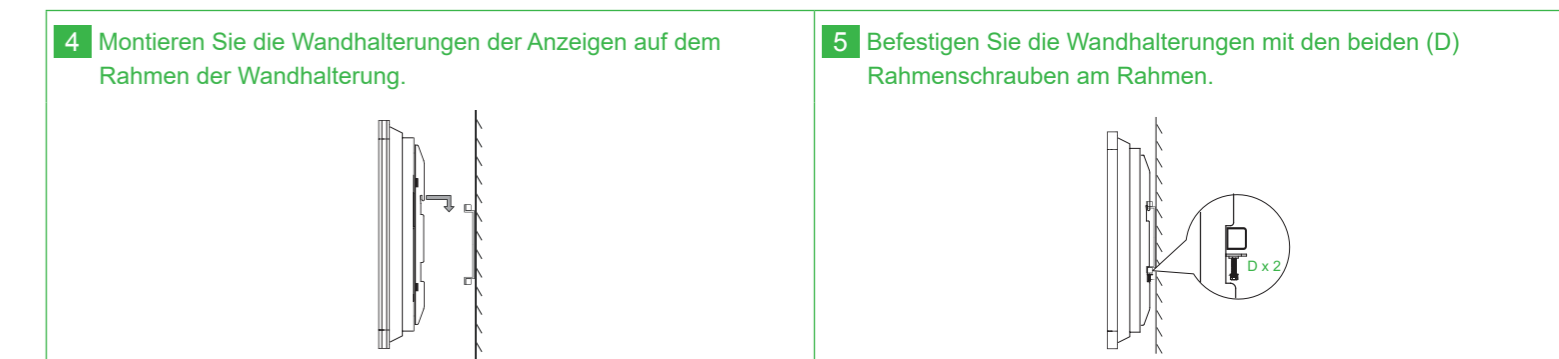 4 Montieren Sie die Wandhalterungen der Anzeigen auf dem
Rahmen der Wandhalterung.
5 Befestigen Sie die Wandhalterungen mit den beiden (D)
Rahmenschrauben am Rahmen.
D x 2